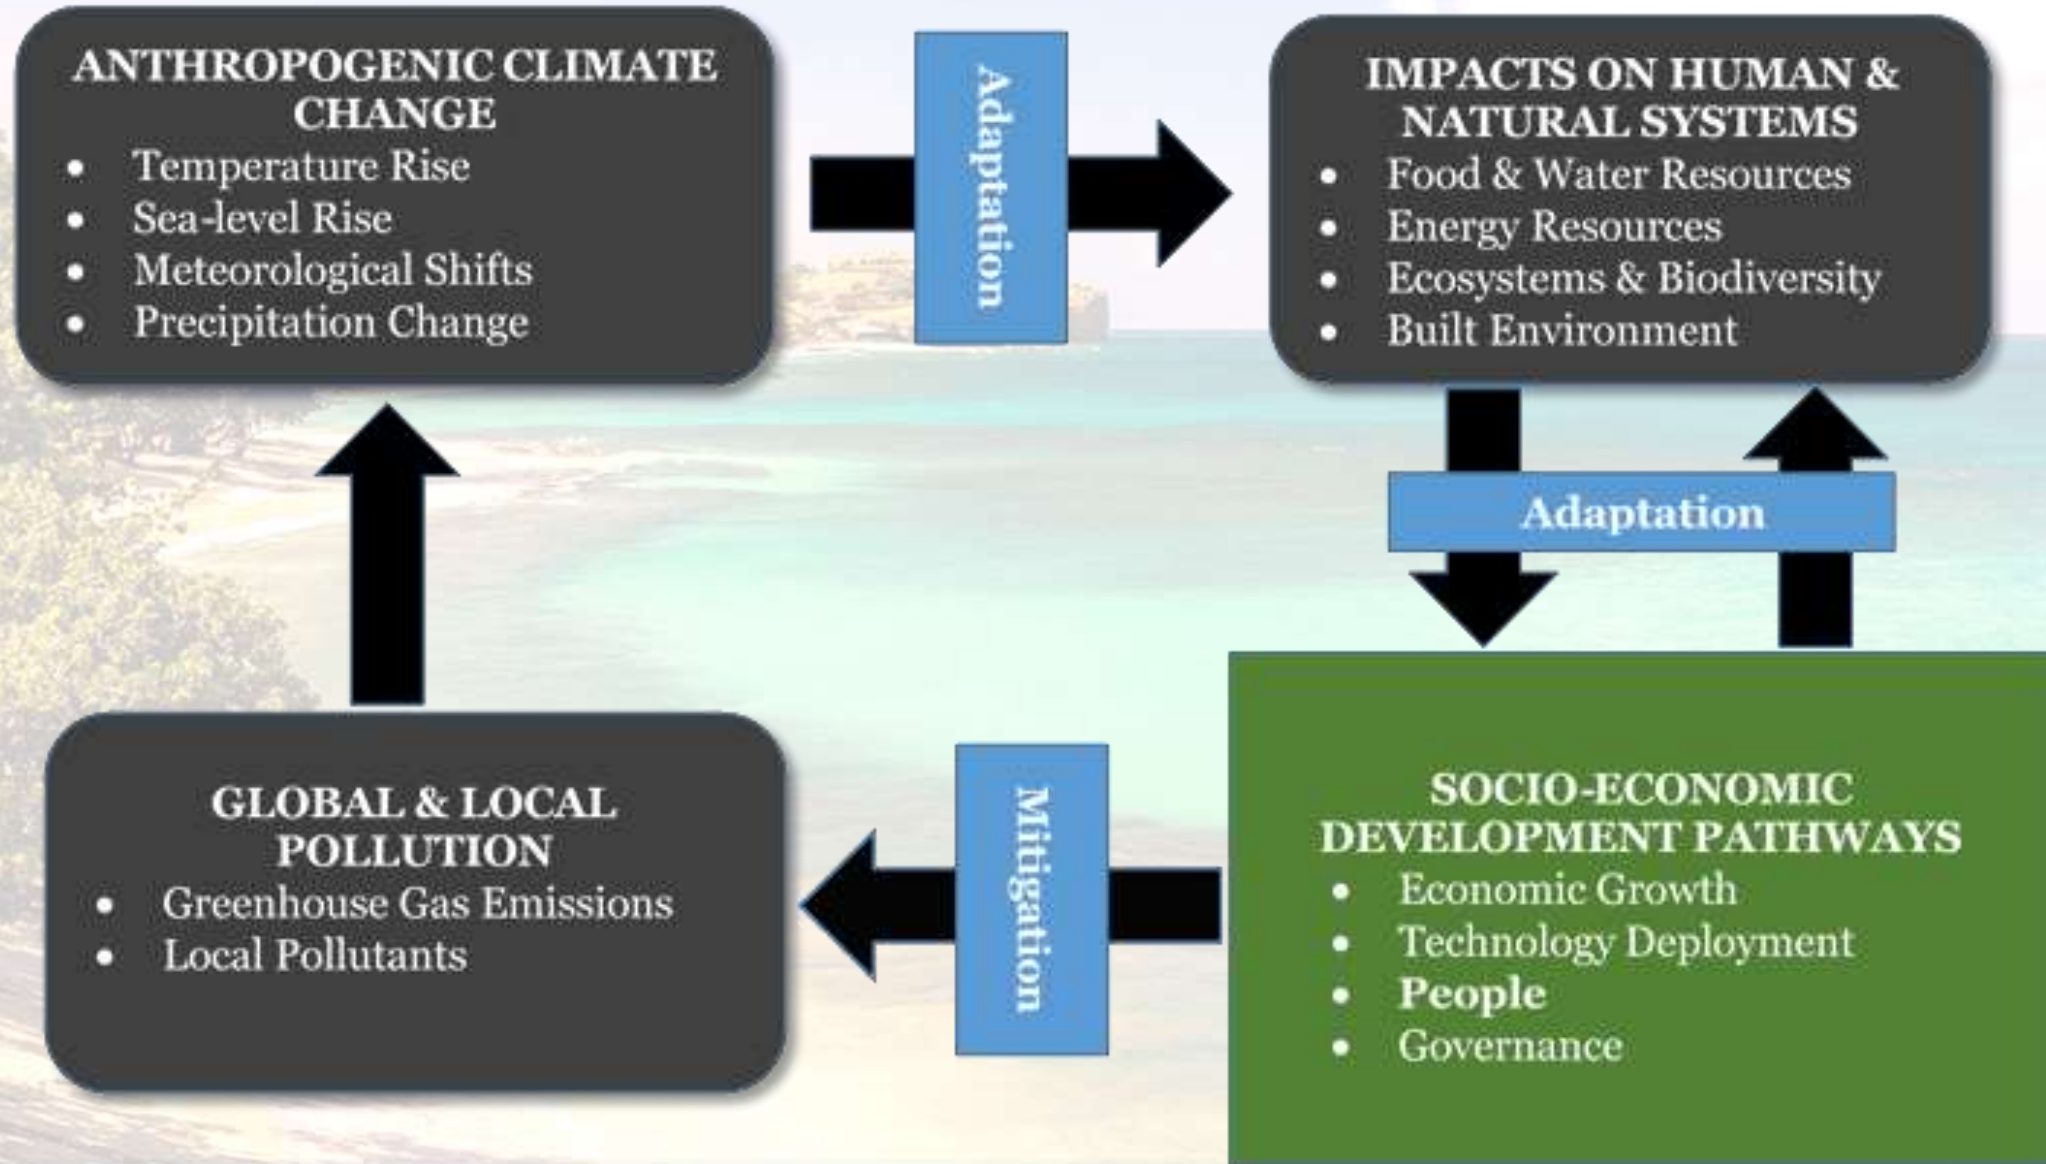 ANTHROPOGENIC CLIMATE
CHANGE
• Temperature Rise
• Sea-level Rise
• Meteorological Shifts
• Precipitation Change
Adaptation
IMPACTS ON HUMAN &
NATURAL SYSTEMS
• Food & Water Resources
• Energy Resources
• Ecosystems & Biodiversity
• Built Environment
Adaptation
GLOBAL & LOCAL
POLLUTION
• Greenhouse Gas Emissions
• Local Pollutants
Mitigation
SOCIO-ECONOMIC
DEVELOPMENT PATHWAYS
• Economic Growth
• Technology Deployment
• People
• Governance